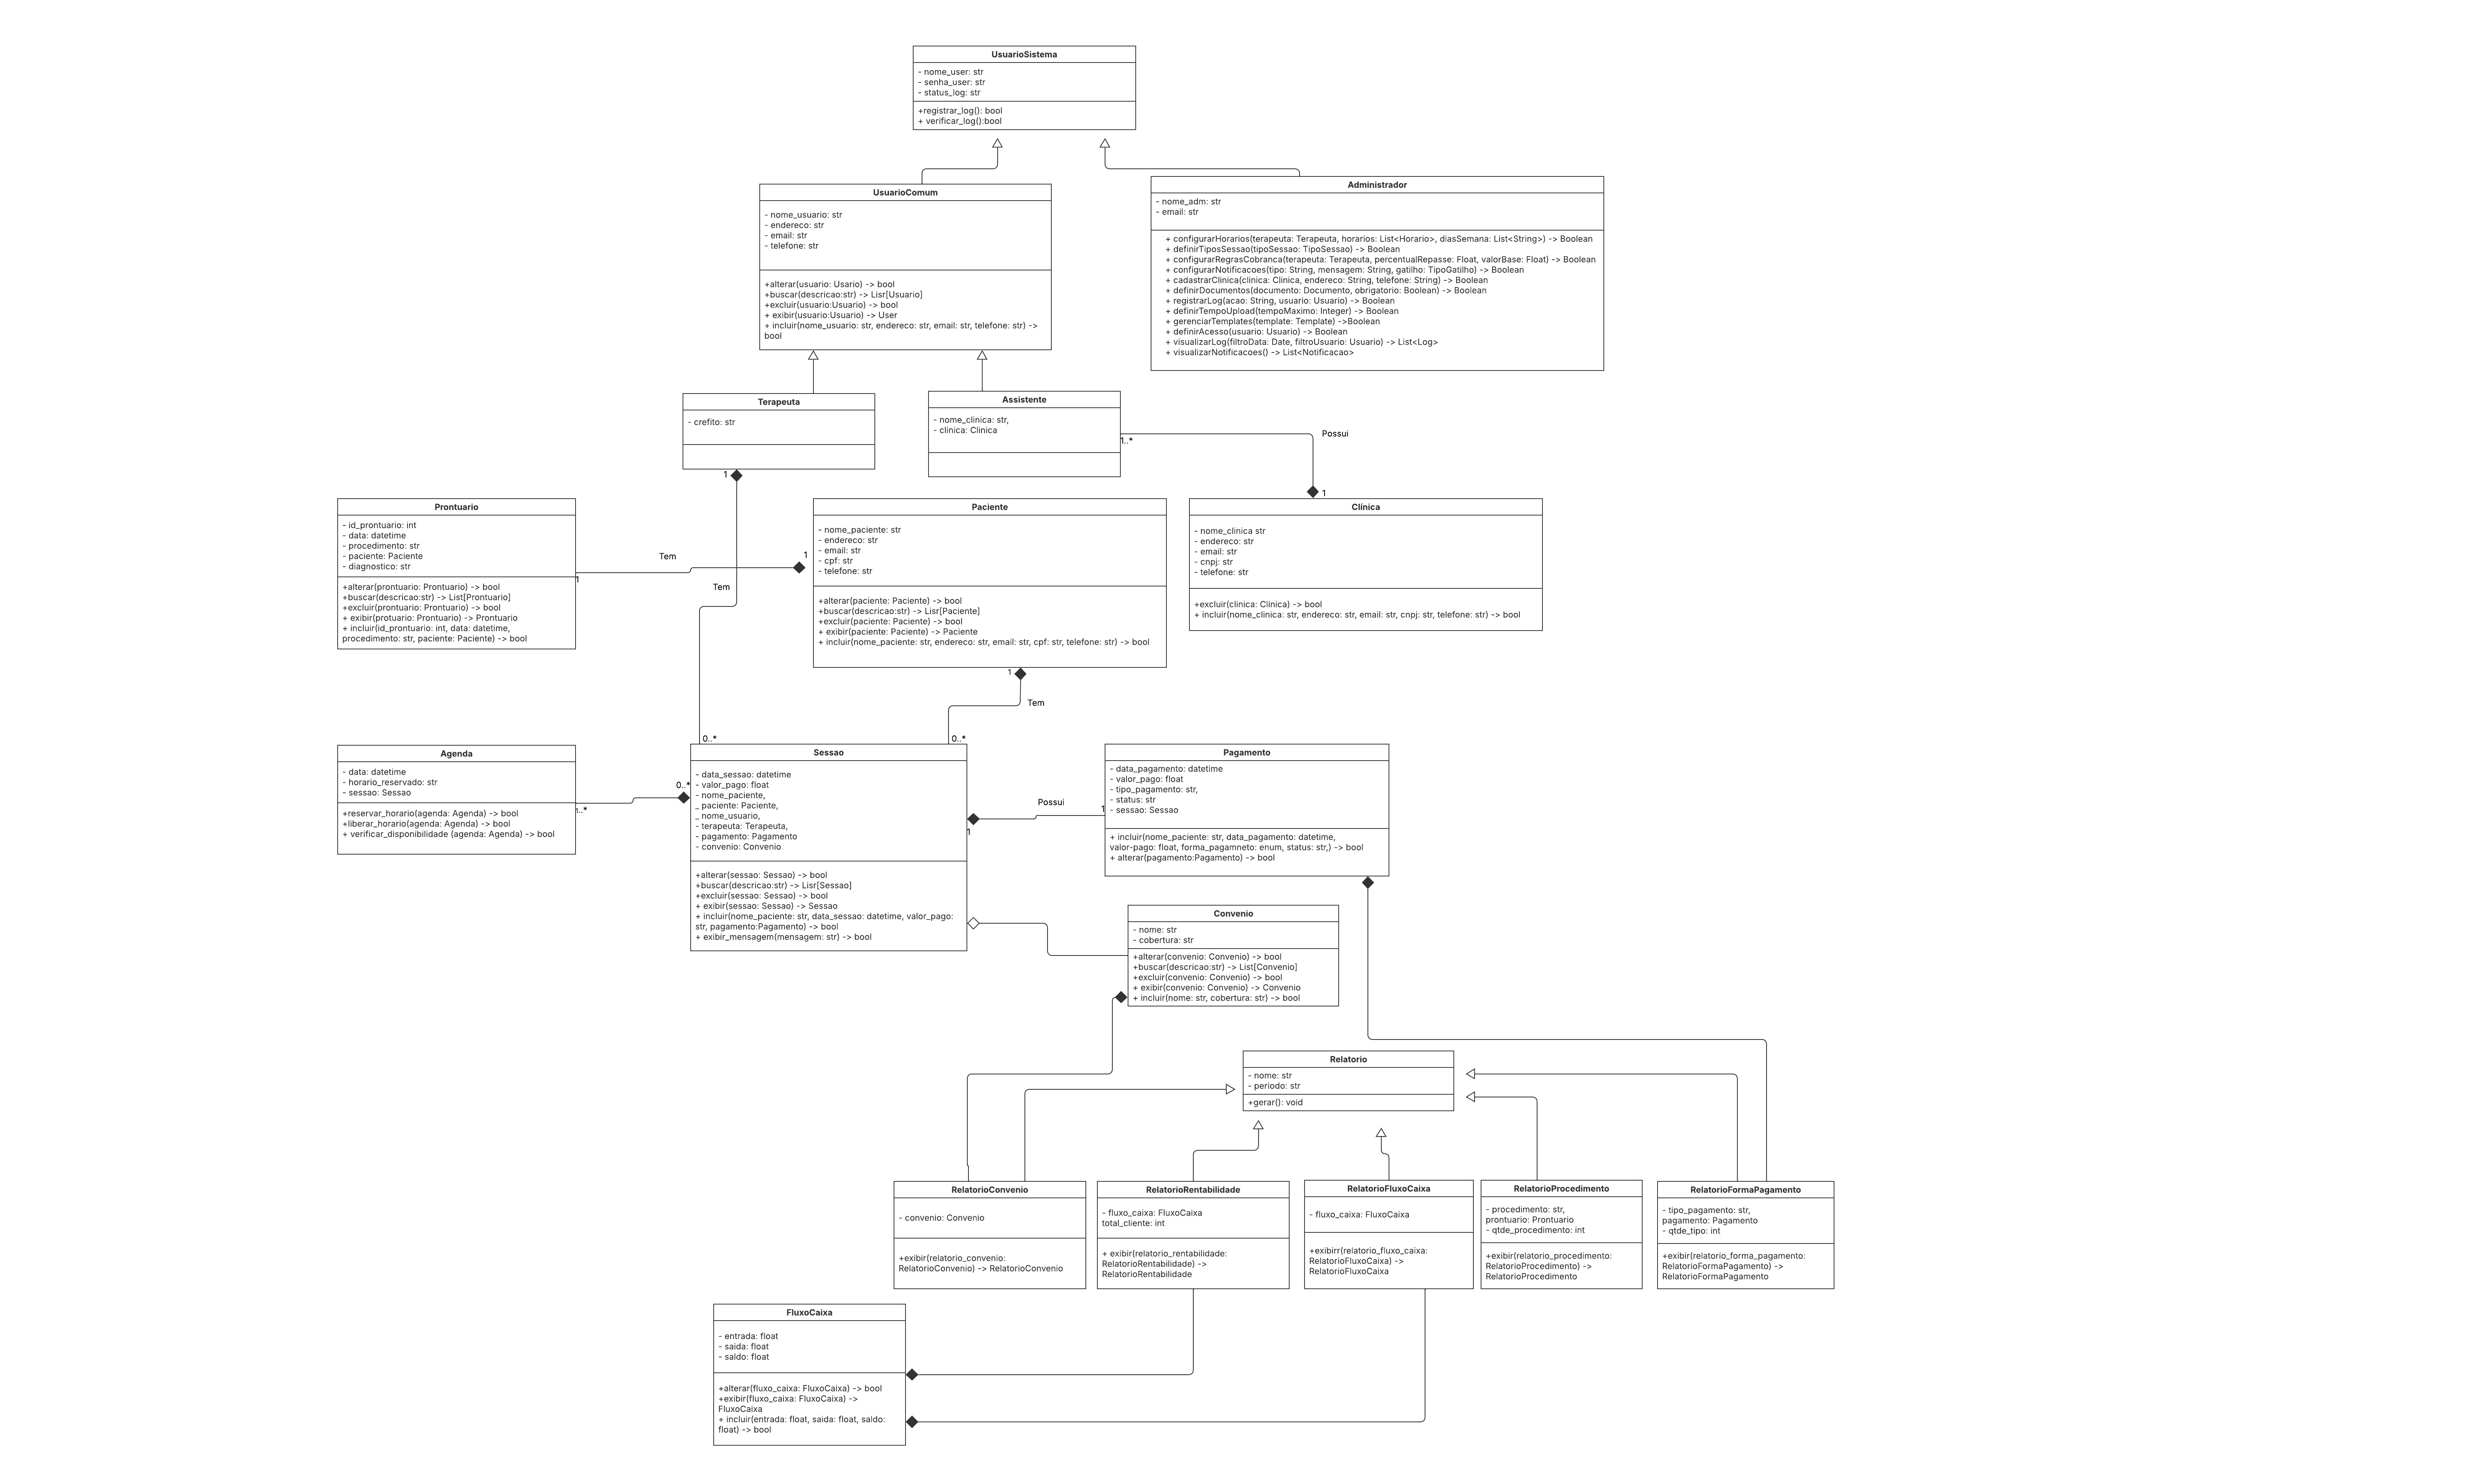 UsuarioSistema
- nome_user: str
- senha_user: str
- status_log: str
+registrar_log(): bool
+ verificar_log():bool
UsuarioComum
- nome_usuario: str
- endereco: str
- email: str
- telefone: str
+alterar(usuario: Usario) -> bool
+buscar(descricao:str) -> Lisr[Usuario]
+excluir(usuario:Usuario) -> bool
+ exibir(usuario:Usuario) -> User
+ incluir(nome_usuario: str, endereco: str, email: str, telefone: str) ->
bool
Administrador
- nome_adm: str
- email: str
+ configurarHorarios(terapeuta: Terapeuta, horarios: List<Horario>, diasSemana: List<String>) -> Boolean
+ definirTiposSessao(tipoSessao: TipoSessao) -> Boolean
+ configurarRegrasCobranca(terapeuta: Terapeuta, percentualRepasse: Float, valorBase: Float) -> Boolean
+ configurarNotificacoes(tipo: String, mensagem: String, gatilho: TipoGatilho) -> Boolean
+ cadastrarClinica(clinica: Clinica, endereco: String, telefone: String) -> Boolean
+ definirDocumentos(documento: Documento, obrigatorio: Boolean) -> Boolean
+ registrarLog(acao: String, usuario: Usuario) -> Boolean
+ definirTempoUpload(tempoMaximo: Integer) -> Boolean
+ gerenciarTemplates(template: Template) ->Boolean
+ definirAcesso(usuario: Usuario) -> Boolean
+ visualizarLog(filtroData: Date, filtroUsuario: Usuario) -> List<Log>
+ visualizarNotificacoes() -> List<Notificacao>
Terapeuta
- crefito: str
1
Assistente
- nome_clinica: str,
- clinica: Clinica
1..*
Possui
1
Prontuario
- id_prontuario: int
- data: datetime
- procedimento: str
- paciente: Paciente
- diagnostico: str
+alterar(prontuario: Prontuario) -> bool
+buscar(descricao:str) -> List[Prontuario]
+excluir(prontuario: Prontuario) -> bool
+ exibir(protuario: Prontuario) -> Prontuario
+ incluir(id_prontuario: int, data: datetime,
procedimento: str, paciente: Paciente) -> bool
1
Tem
1
Tem
Paciente
- nome_paciente: str
- endereco: str
- email: str
- cpf: str
- telefone: str
+alterar(paciente: Paciente) -> bool
+buscar(descricao:str) -> Lisr[Paciente]
+excluir(paciente: Paciente) -> bool
+ exibir(paciente: Paciente) -> Paciente
+ incluir(nome_paciente: str, endereco: str, email: str, cpf: str, telefone: str) -> bool
1
Tem
Clínica
- nome_clinica str
- endereco: str
- email: str
- cnpj: str
- telefone: str
+excluir(clinica: Clinica) -> bool
+ incluir(nome_clinica: str, endereco: str, email: str, cnpj: str, telefone: str) -> bool
0..*
0..*
Agenda
- data: datetime
- horario_reservado: str
- sessao: Sessao
+reservar_horario(agenda: Agenda) -> bool
+liberar_horario(agenda: Agenda) -> bool
+ verificar_disponibilidade (agenda: Agenda) -> bool
1..*
0..*
Sessao
- data_sessao: datetime
- valor_pago: float
- nome_paciente,
_ paciente: Paciente,
_ nome_usuario,
- terapeuta: Terapeuta,
- pagamento: Pagamento
- convenio: Convenio
+alterar(sessao: Sessao) -> bool
+buscar(descricao:str) -> Lisr[Sessao]
+excluir(sessao: Sessao) -> bool
+ exibir(sessao: Sessao) -> Sessao
+ incluir(nome_paciente: str, data_sessao: datetime, valor_pago:
str, pagamento:Pagamento) -> bool
+ exibir_mensagem(mensagem: str) -> bool
1
Possui
1
Pagamento
- data_pagamento: datetime
- valor_pago: float
- tipo_pagamento: str,
- status: str
- sessao: Sessao
+ incluir(nome_paciente: str, data_pagamento: datetime,
valor-pago: float, forma_pagamneto: enum, status: str,) -> bool
+ alterar(pagamento:Pagamento) -> bool
Convenio
- nome: str
- cobertura: str
+alterar(convenio: Convenio) -> bool
+buscar(descricao:str) -> List[Convenio]
+excluir(convenio: Convenio) -> bool
+ exibir(convenio: Convenio) -> Convenio
+ incluir(nome: str, cobertura: str) -> bool
Relatorio
- nome: str
- periodo: str
+gerar(): void
RelatorioConvenio
- convenio: Convenio
+exibir(relatorio_convenio:
RelatorioConvenio) -> RelatorioConvenio
RelatorioRentabilidade
- fluxo_caixa: FluxoCaixa
total_cliente: int
+ exibir(relatorio_rentabilidade:
RelatorioRentabilidade) ->
RelatorioRentabilidade
RelatorioFluxoCaixa
- fluxo_caixa: FluxoCaixa
+exibirr(relatorio_fluxo_caixa:
RelatorioFluxoCaixa) ->
RelatorioFluxoCaixa
RelatorioProcedimento
- procedimento: str,
prontuario: Prontuario
- qtde_procedimento: int
+exibir(relatorio_procedimento:
RelatorioProcedimento) ->
RelatorioProcedimento
RelatorioFormaPagamento
- tipo_pagamento: str,
pagamento: Pagamento
- qtde_tipo: int
+exibir(relatorio_forma_pagamento:
RelatorioFormaPagamento) ->
RelatorioFormaPagamento
FluxoCaixa
- entrada: float
- saida: float
- saldo: float
+alterar(fluxo_caixa: FluxoCaixa) -> bool
+exibir(fluxo_caixa: FluxoCaixa) ->
FluxoCaixa
+ incluir(entrada: float, saida: float, saldo:
float) -> bool